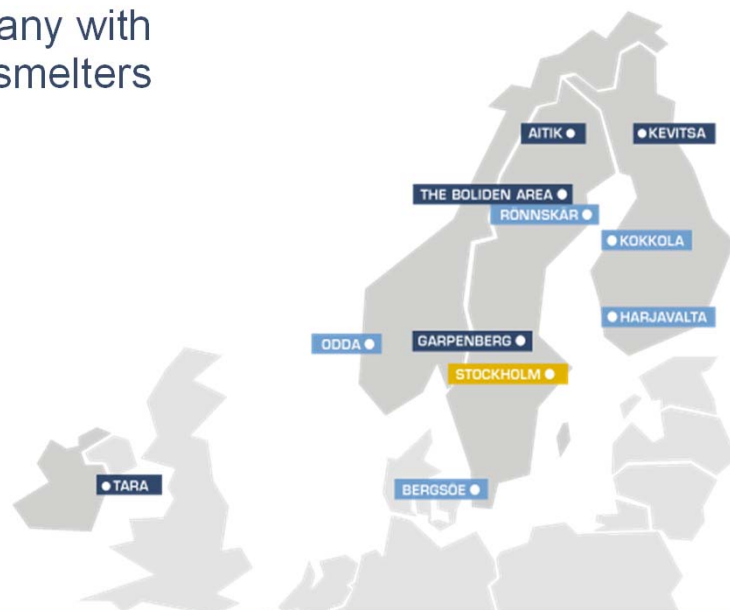 any with
smelters
AITIK
KEVITSA
THE BOLIDEN AREA
RÖNNSKÄR
KOKKOLA
HARJAVALTA
ODDA
GARPENBERG
STOCKHOLM
TARA
BERGSÖE